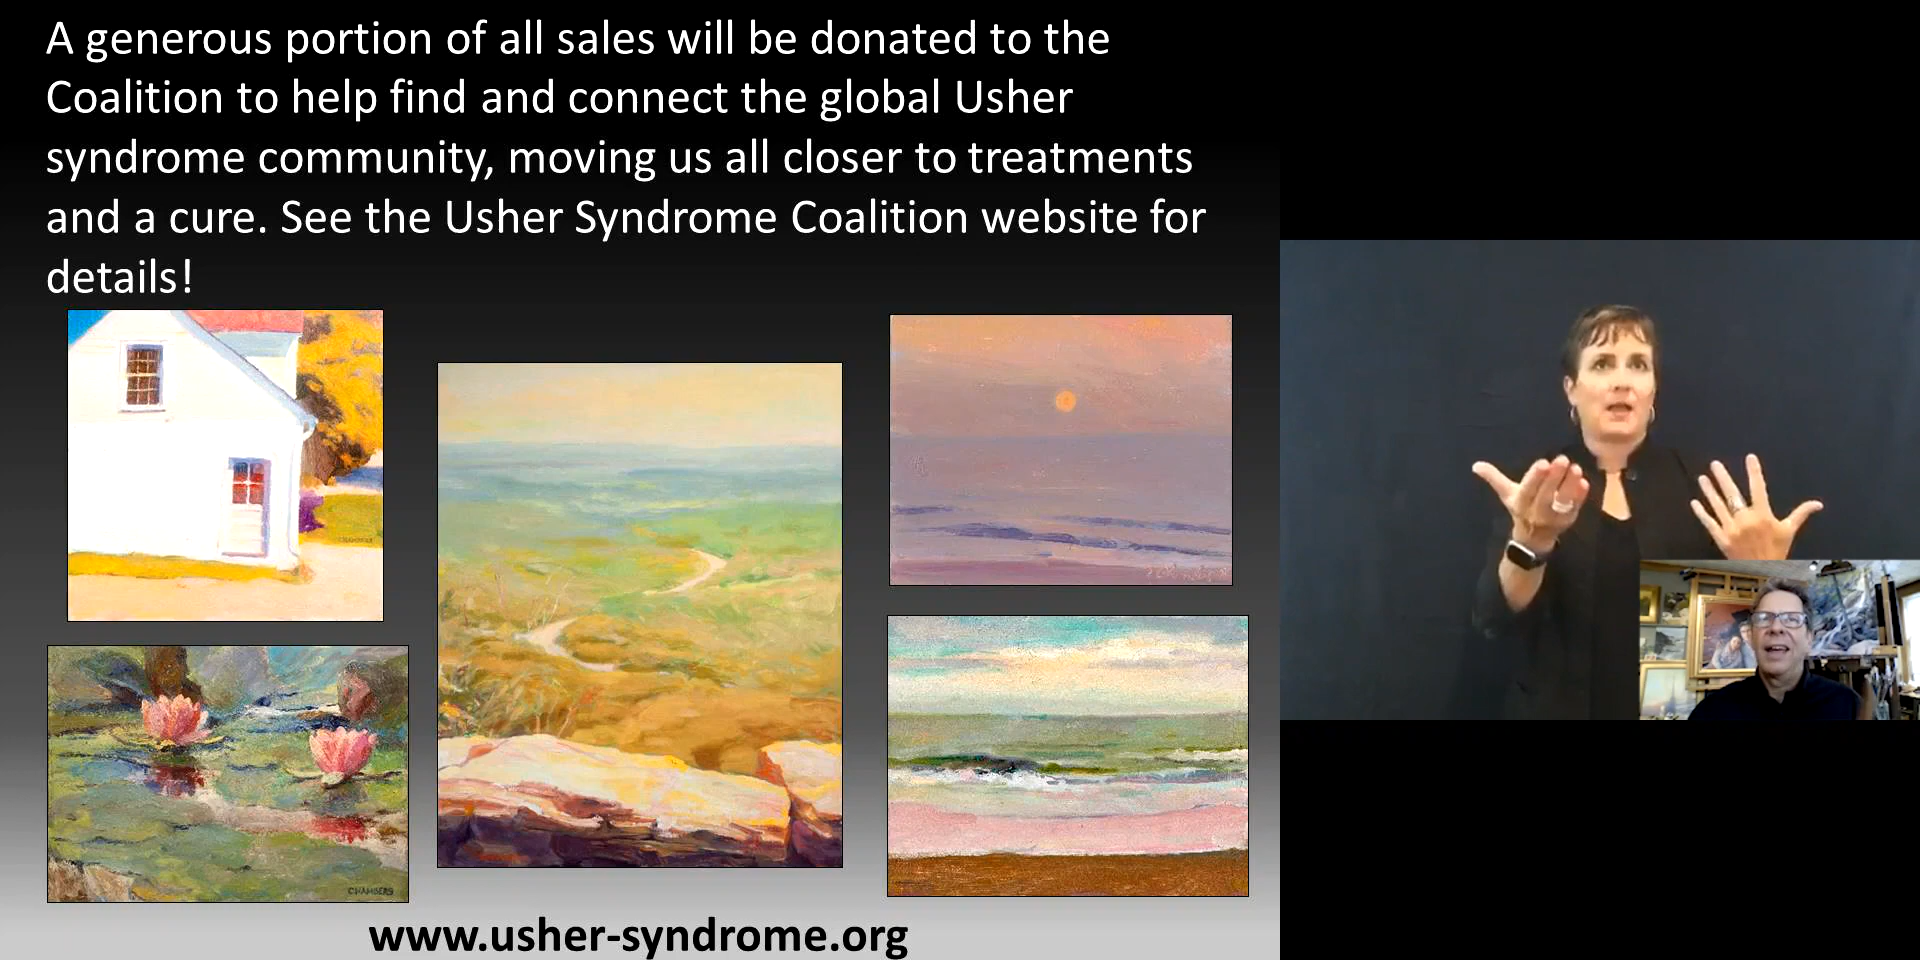 A generous portion of all sales will be donated to the
Coalition to help find and connect the global Usher
syndrome community, moving us all closer to treatments
and a cure. See the Usher Syndrome Coalition website for
details!
CHAMBERS
CHAMBERS
www.usher-syndrome.org